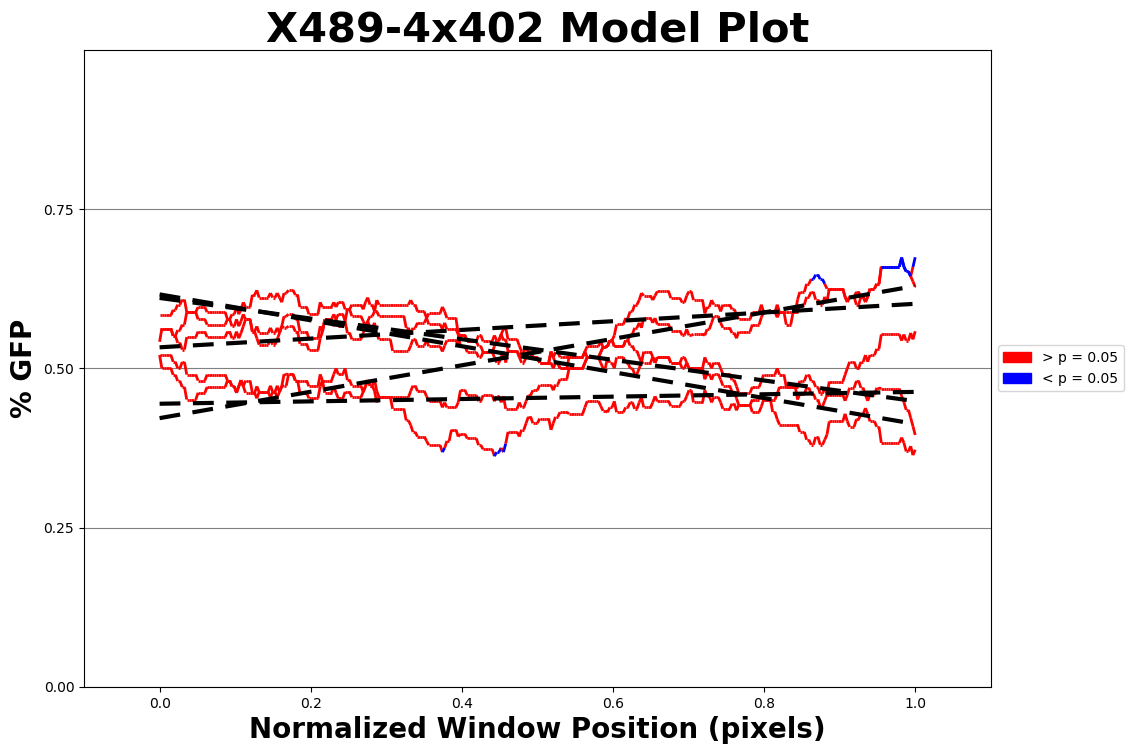 X489-4x402 Model Plot
% GFP
0.75
0.50
0.25
0.00
0.0 0.2 0.4 0.6 0.8 1.0
Normalized Window Position (pixels)
> p = 0.05
< p = 0.05